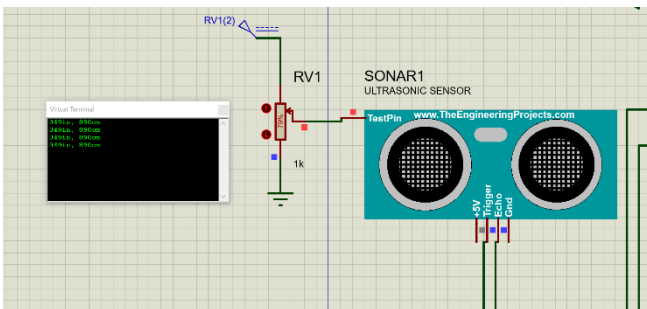 RV1(2)
RV1
79%
1k
SONAR1
ULTRASONIC SENSOR
TestPin
www.TheEngineeringProjects.com
+5V
Trigger
Echo
Gnd
Virtual Terminal
349in, 890cm
349in, 890cm
349in, 890cm
349in, 890cm